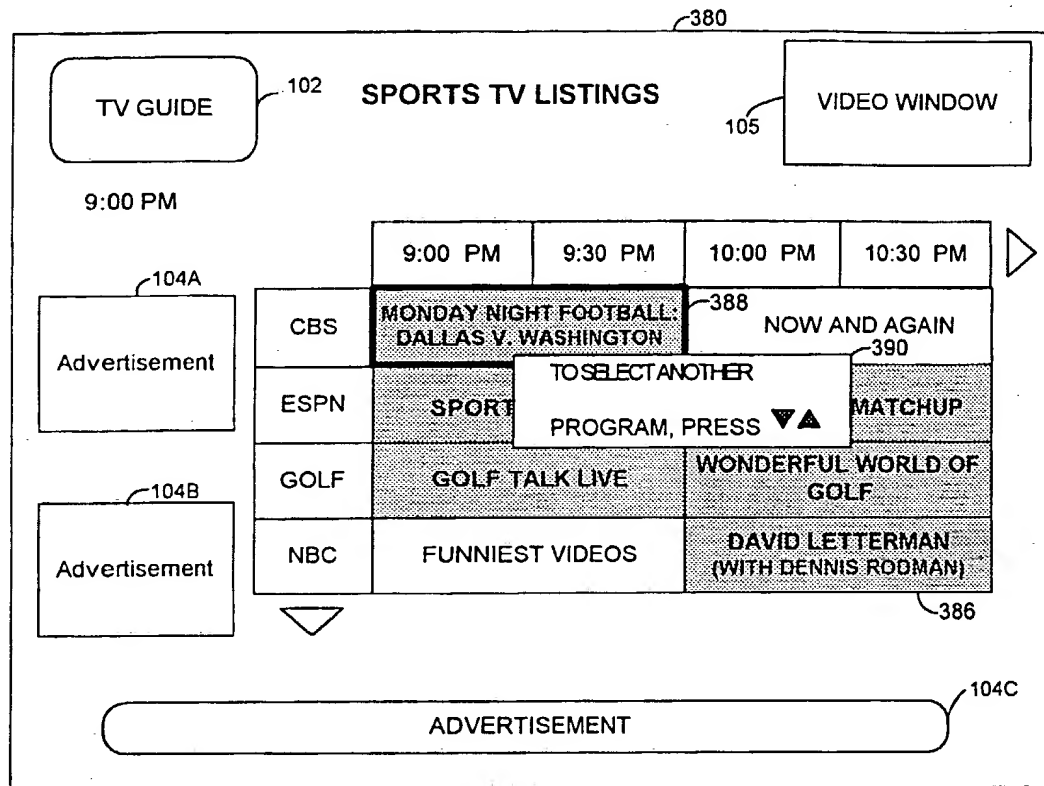 380
TV GUIDE
102
SPORTS TV LISTINGS
105
VIDEO WINDOW
9:00 PM
9:00 PM 9:30 PM 10:00 PM 10:30 PM
104A
Advertisement
CBS
MONDAY NIGHT FOOTBALL:
DALLAS V. WASHINGTON
388
NOW AND AGAIN
390
TO SELECT ANOTHER
PROGRAM, PRESS
ESPN
SPORT
MATCHUP
GOLF
GOLF TALK LIVE
WONDERFUL WORLD OF
GOLF
104B
Advertisement
NBC
FUNNIEST VIDEOS
DAVID LETTERMAN
(WITH DENNIS RODMAN)
386
104C
ADVERTISEMENT